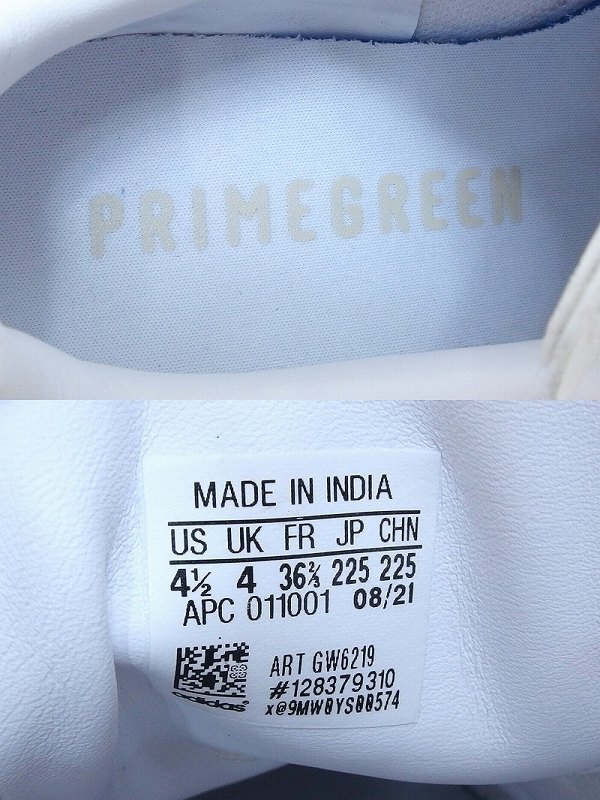 PRIMEGREEN
MADE IN INDIA
US UK FR JP CHN
4½ 4 36⅔ 225 225
APC 011001 08/21
ART GW6219
#128379310
adidas x@9MW0YS00574